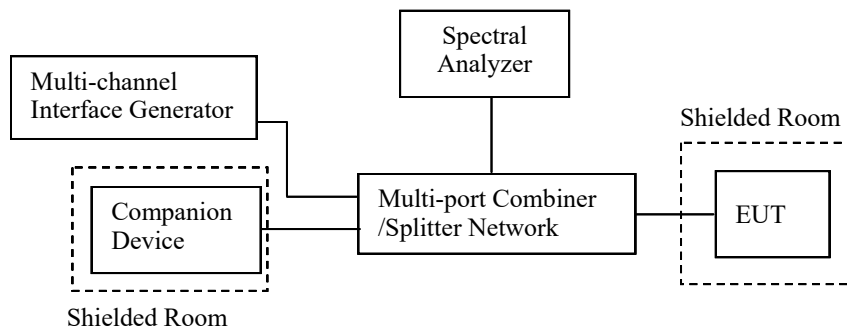 Spectral
Analyzer
Multi-channel
Interface Generator
Shielded Room
Multi-port Combiner
/Splitter Network
Companion
Device
EUT
Shielded Room